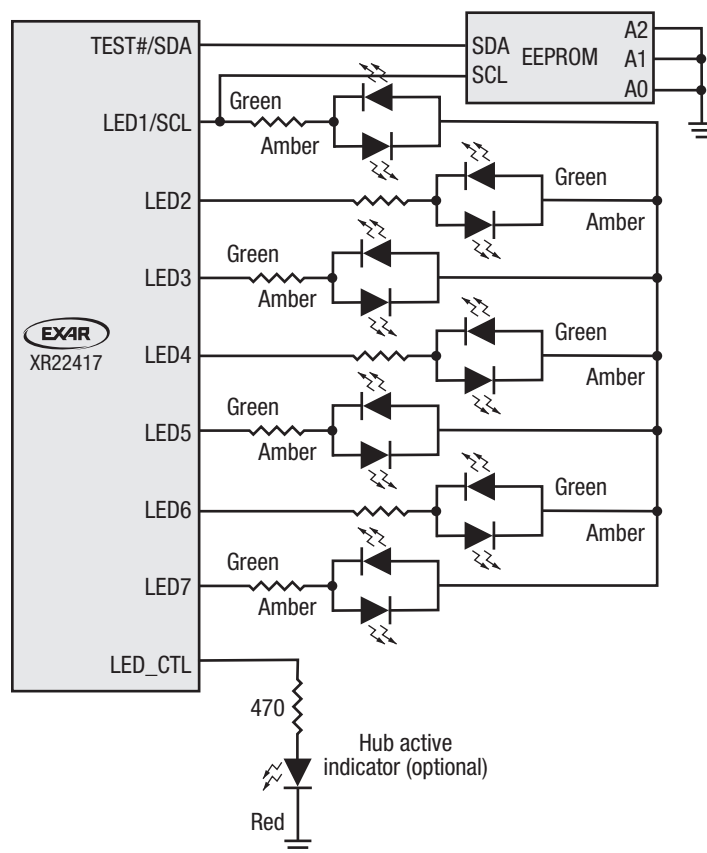 TEST#/SDA
SDA
EEPROM
A2
SCL
A1
A0
Green
LED1/SCL
Amber
Green
LED2
Amber
Green
LED3
Amber
EXAR
XR22417
Green
LED4
Amber
Green
LED5
Amber
Green
LED6
Amber
Green
LED7
Amber
LED_CTL
470
Hub active
indicator (optional)
Red